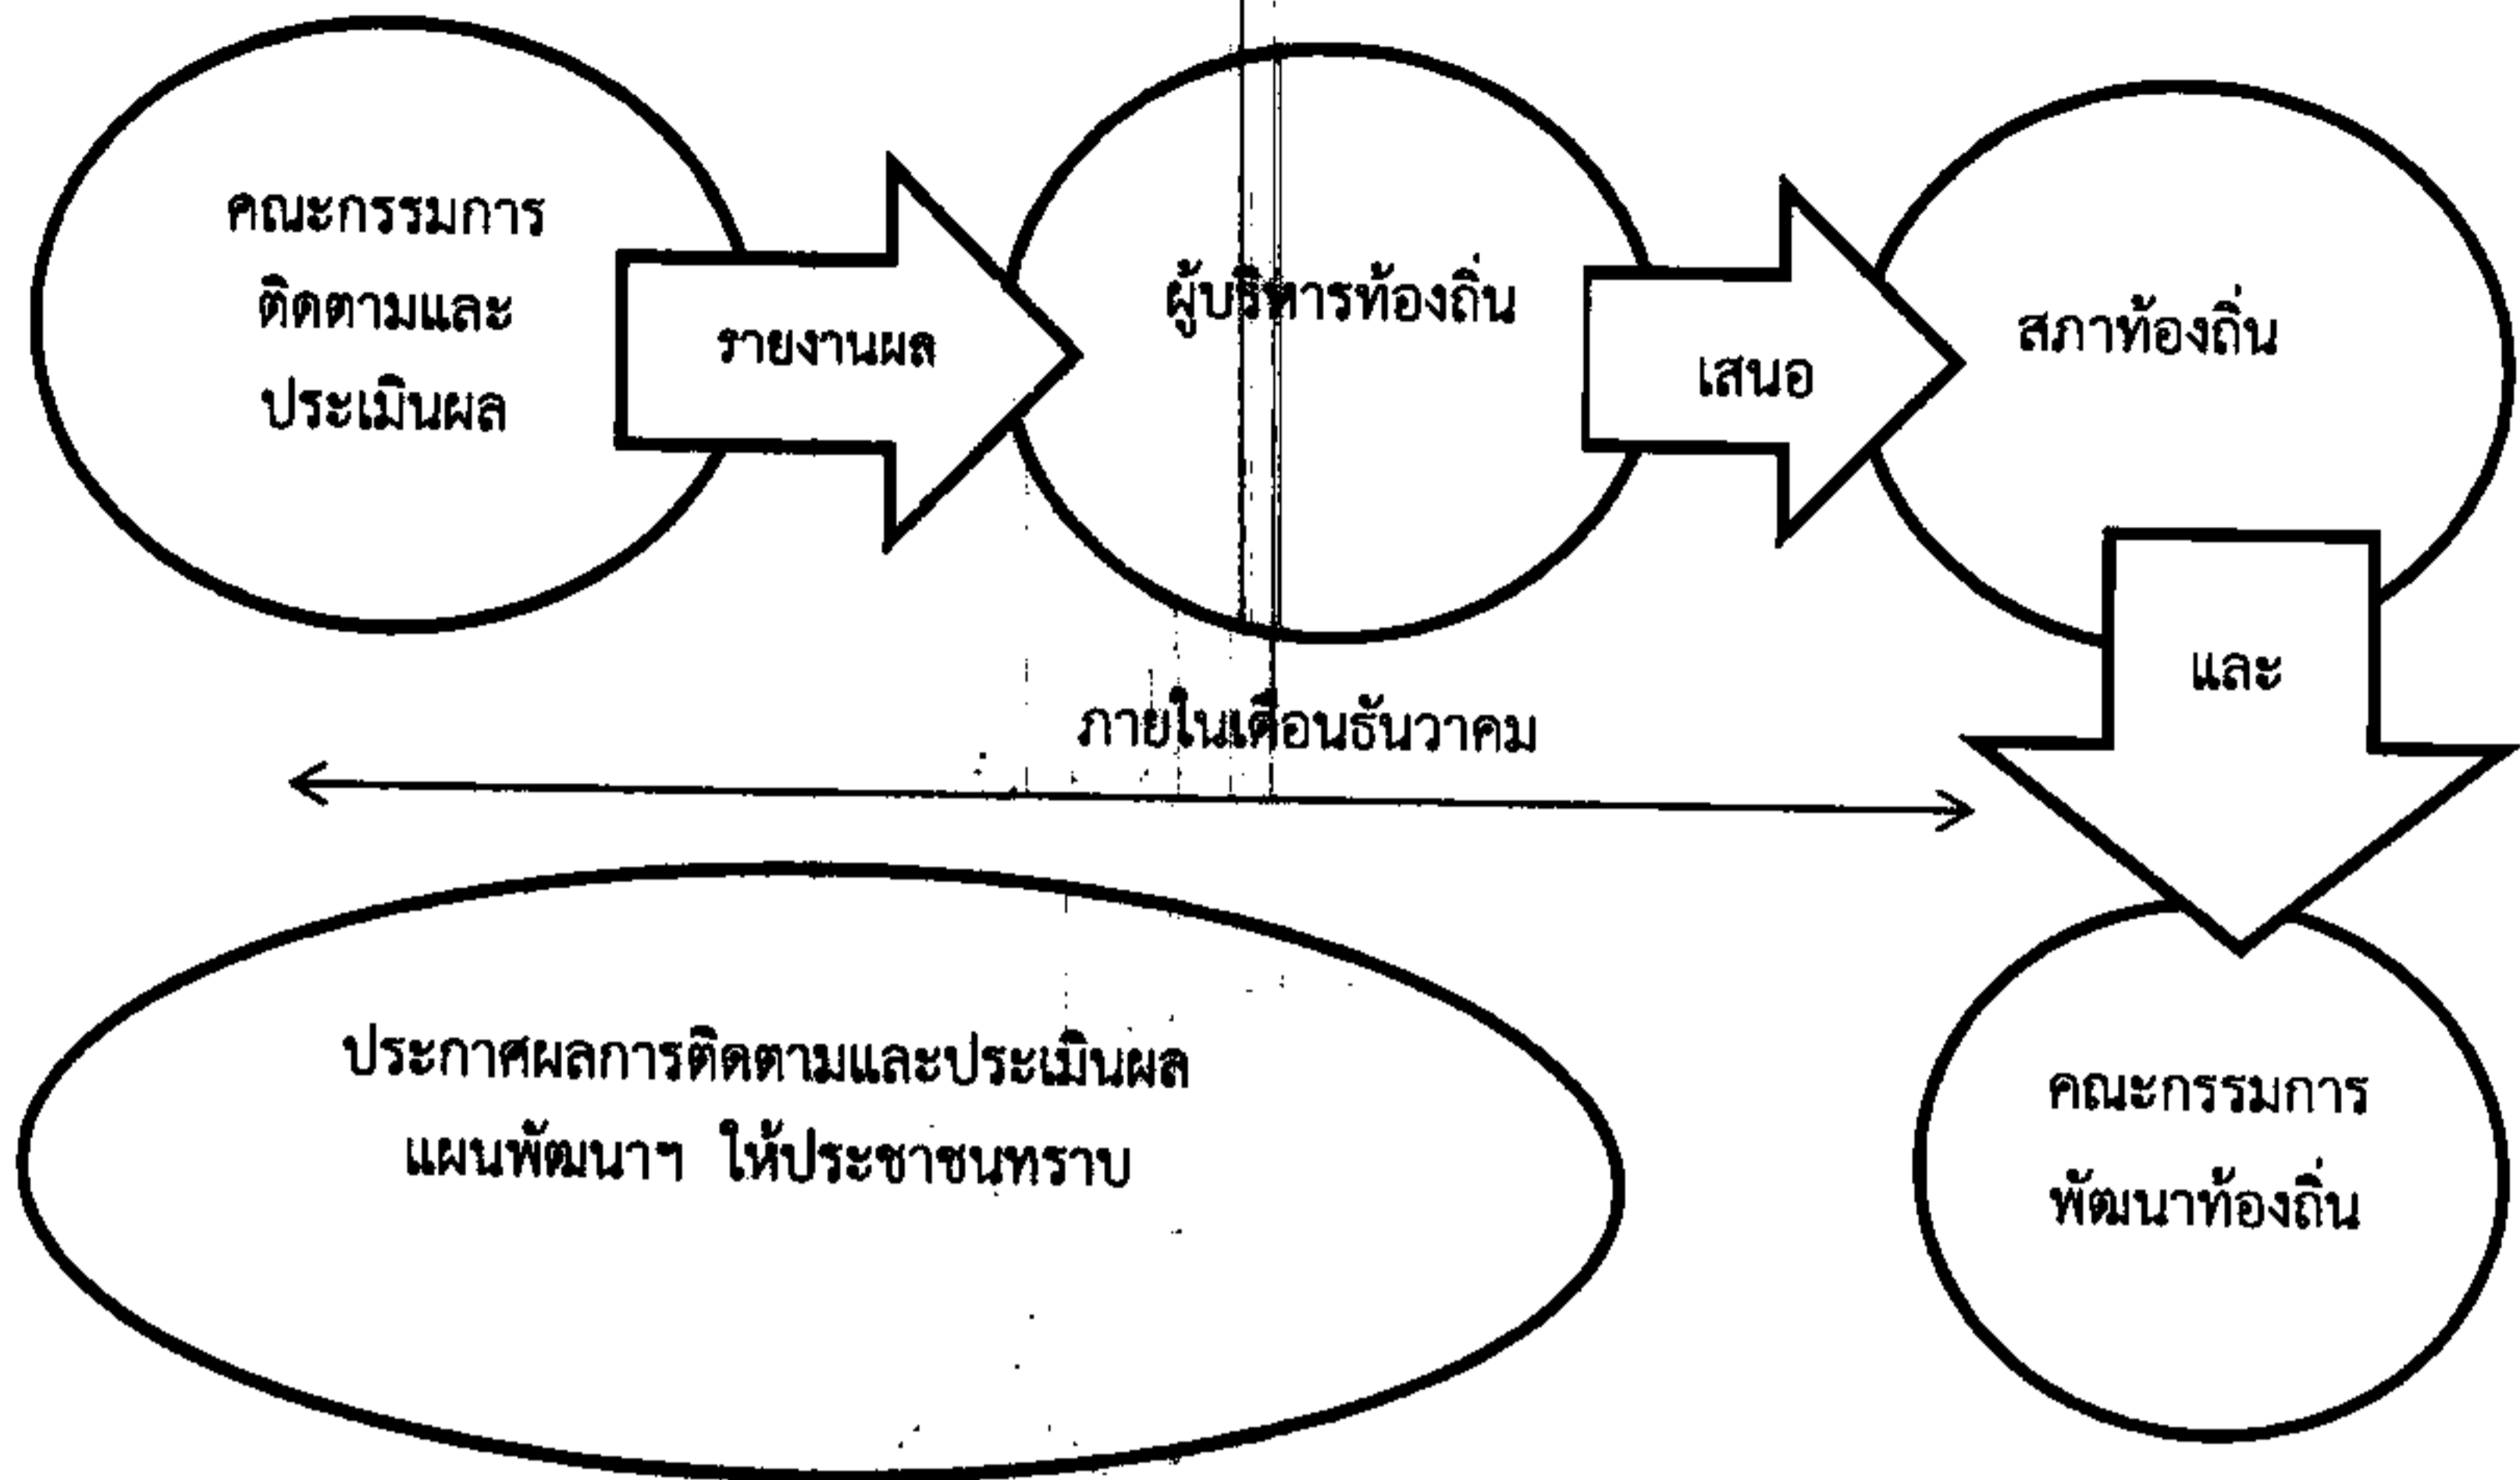 คณะกรรมการ
ติดตามและ
ประเมินผล
รายงานผล
ผู้บริหารท้องถิ่น
เสนอ
สภาท้องถิ่น
และ
ภายในเดือนธันวาคม
ประกาศผลการติดตามและประเมินผล
แผนพัฒนาฯ ให้ประชาชนทราบ
คณะกรรมการ
พัฒนาท้องถิ่น